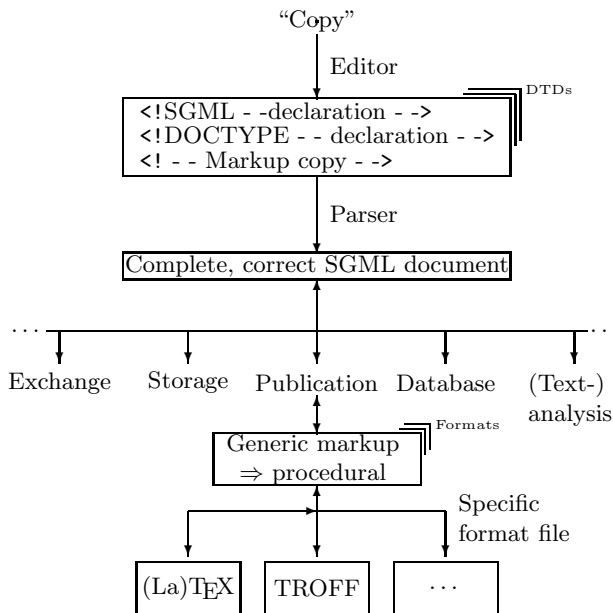 “Copy”
Editor
DTDs
<!SGML - -declaration - ->
<!DOCTYPE - - declaration - ->
<! - - Markup copy - ->
Parser
Complete, correct SGML document
··· ··
Exchange Storage Publication Database (Text-)
analysis
Formats
Generic markup
⇒ procedural
Specific
format file
(La)TEX TROFF ···